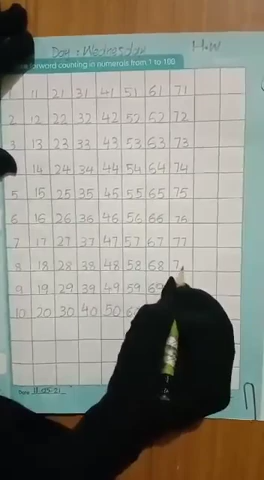 Day : Wednesday H.W
forward counting in numerals from 1 to 100
11 21 31 41 51 61 71
2 12 22 32 42 52 62 72
3 13 23 33 43 53 63 73
14 24 34 44 54 64 74
5 15 25 35 45 55 65 75
6 16 26 36 46 56 66 76
7 17 27 37 47 57 67 77
8 18 28 38 48 58 68 7
9 19 29 39 49 59 69
10 20 30 40 50
Date